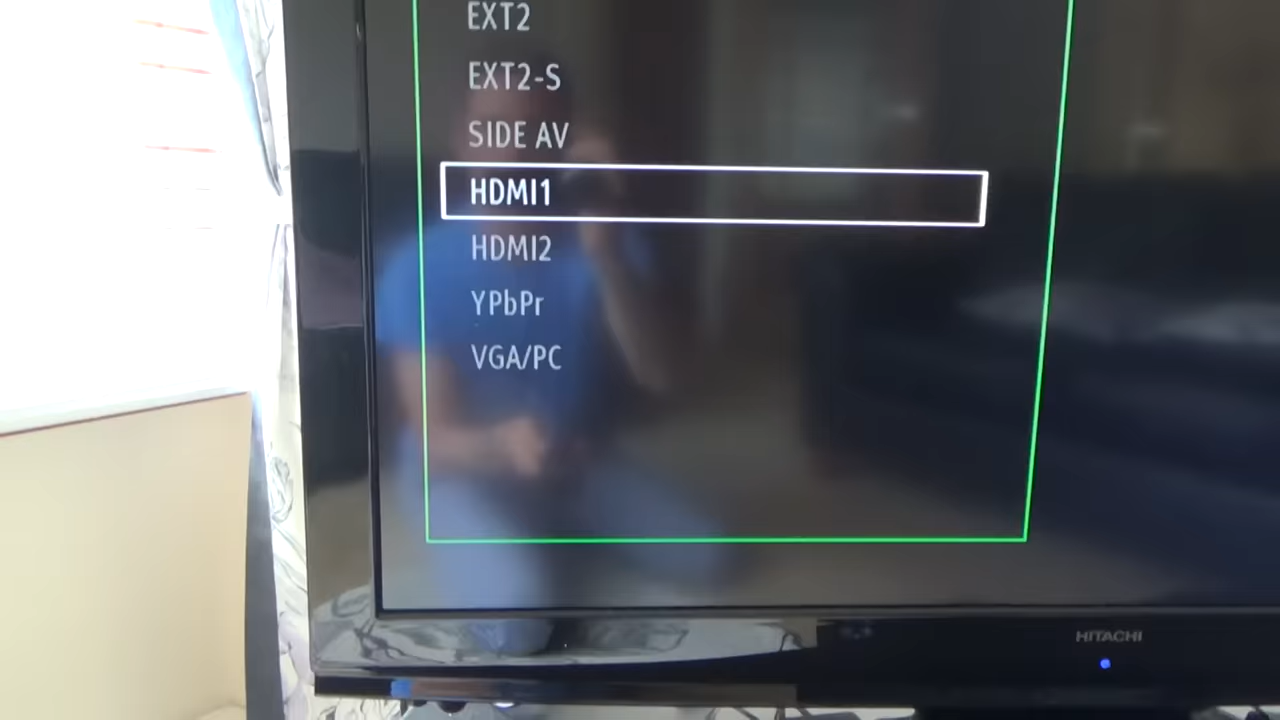 EXT2
EXT2-S
SIDE AV
HDMI1
HDMI2
YPbPr
VGA/PC
HITACHI